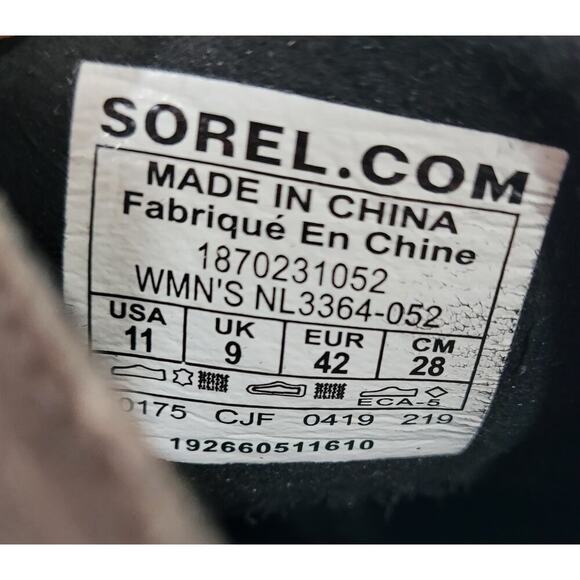 SOREL.COM
MADE IN CHINA
Fabriqué En Chine
1870231052
WMN'S NL3364-052
USA UK EUR CM
11 9 42 28
ECA-5
0175 CJF 0419 219
192660511610